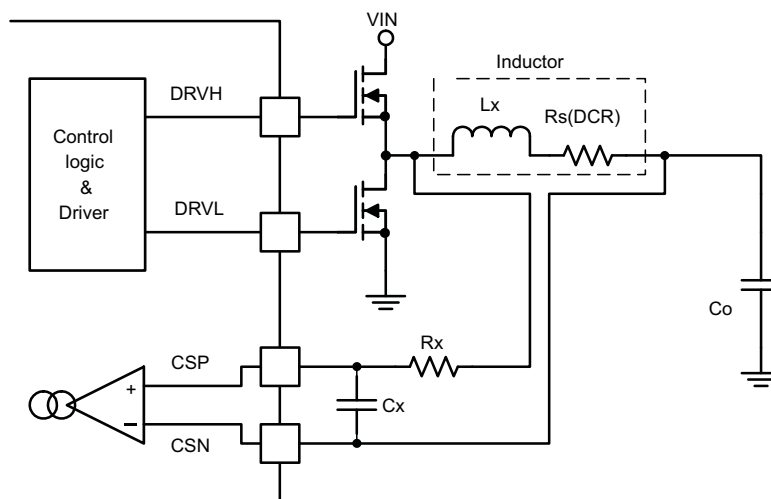 VIN
Inductor
DRVH
Lx
Rs(DCR)
Control
logic
&
Driver
DRVL
Co
Rx
CSP
+
Cx
−
CSN